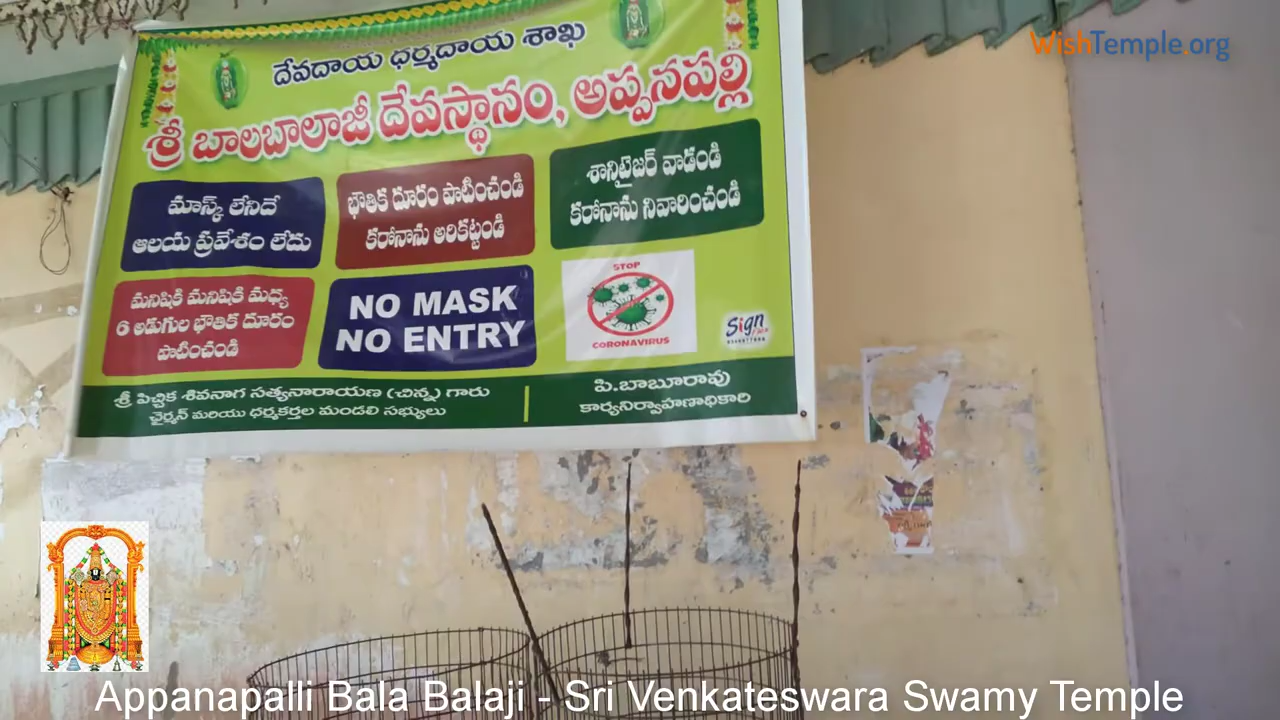 WishTemple.org
దేవదాయ ధర్మదాయ శాఖ
శ్రీ బాలబాలాజీ దేవస్థానం, అప్పనపల్లి
మాస్క్ లేనిదే
ఆలయ ప్రవేశం లేదు
భౌతిక దూరం పాటించండి
కరోనాను అరికట్టండి
శానిటైజర్ వాడండి
కరోనాను నివారించండి
మనిషికి మనిషికి మధ్య
6 అడుగుల భౌతిక దూరం
పాటించండి
NO MASK
NO ENTRY
STOP
CORONAVIRUS
Sign
శ్రీ పిచ్చిక శివనాగ సత్యనారాయణ (చిన్న) గారు
ఛైర్మన్ మరియు ధర్మకర్తల మండలి సభ్యులు
పి.బాబూరావు
కార్యనిర్వాహణాధికారి
Appanapalli Bala Balaji - Sri Venkateswara Swamy Temple